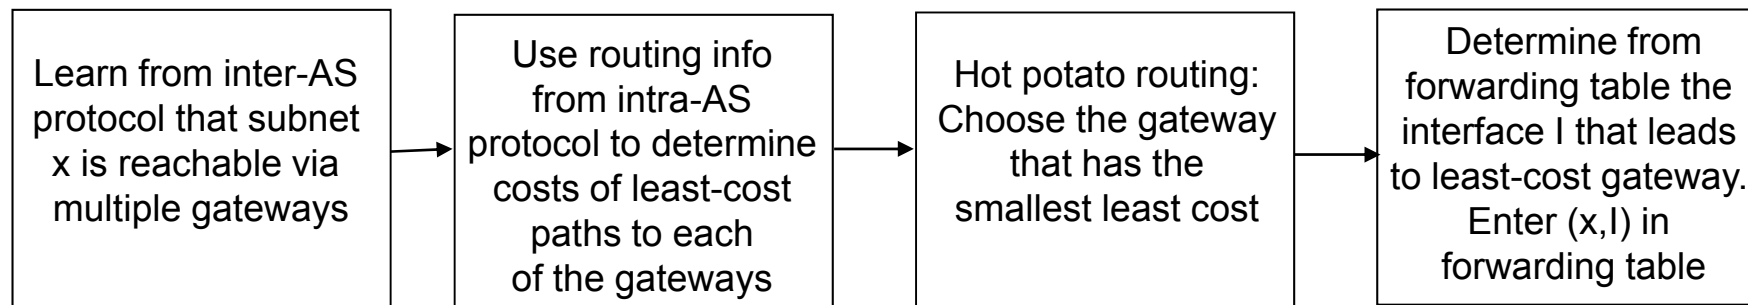 Learn from inter-AS
protocol that subnet
x is reachable via
multiple gateways
Use routing info
from intra-AS
protocol to determine
costs of least-cost
paths to each
of the gateways
Hot potato routing:
Choose the gateway
that has the
smallest least cost
Determine from
forwarding table the
interface I that leads
to least-cost gateway.
Enter (x,I) in
forwarding table